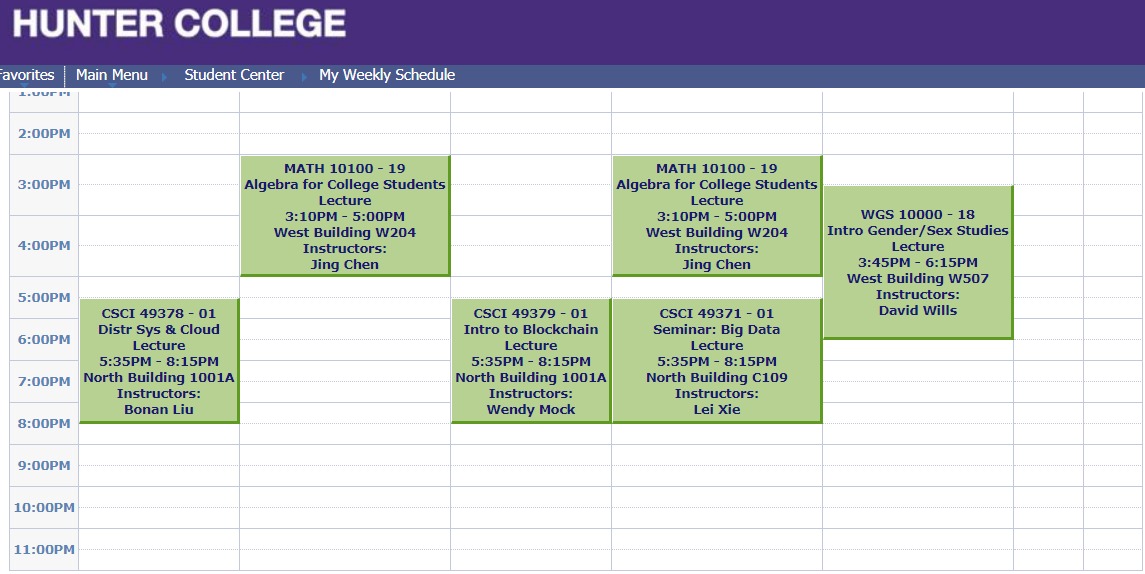 HUNTER COLLEGE
Favorites Main Menu Student Center My Weekly Schedule
1:00PM
2:00PM
3:00PM
4:00PM
5:00PM
6:00PM
7:00PM
8:00PM
9:00PM
10:00PM
11:00PM
CSCI 49378 - 01
Distr Sys & Cloud
Lecture
5:35PM - 8:15PM
North Building 1001A
Instructors:
Bonan Liu
MATH 10100 - 19
Algebra for College Students
Lecture
3:10PM - 5:00PM
West Building W204
Instructors:
Jing Chen
CSCI 49379 - 01
Intro to Blockchain
Lecture
5:35PM - 8:15PM
North Building 1001A
Instructors:
Wendy Mock
MATH 10100 - 19
Algebra for College Students
Lecture
3:10PM - 5:00PM
West Building W204
Instructors:
Jing Chen
CSCI 49371 - 01
Seminar: Big Data
Lecture
5:35PM - 8:15PM
North Building C109
Instructors:
Lei Xie
WGS 10000 - 18
Intro Gender/Sex Studies
Lecture
3:45PM - 6:15PM
West Building W507
Instructors:
David Wills